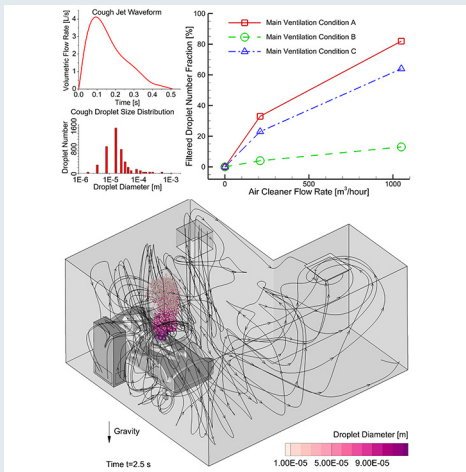 Cough Jet Waveform
Volumetric Flow Rate [L/s]
4
3
2
1
0
0 0.1 0.2 0.3 0.4 0.5 0.6
Time [s]
Cough Droplet Size Distribution
Droplet Number
1600
800
0
1E-6 1E-5 1E-4 1E-3
Droplet Diameter [m]
Filtered Droplet Number Fraction [%]
100
80
60
40
20
0
Main Ventilation Condition A
Main Ventilation Condition B
Main Ventilation Condition C
0 500 1000
Air Cleaner Flow Rate [m³/hour]
Gravity
Time t=2.5 s
Droplet Diameter [m]
1.00E-05 5.00E-05 9.00E-05